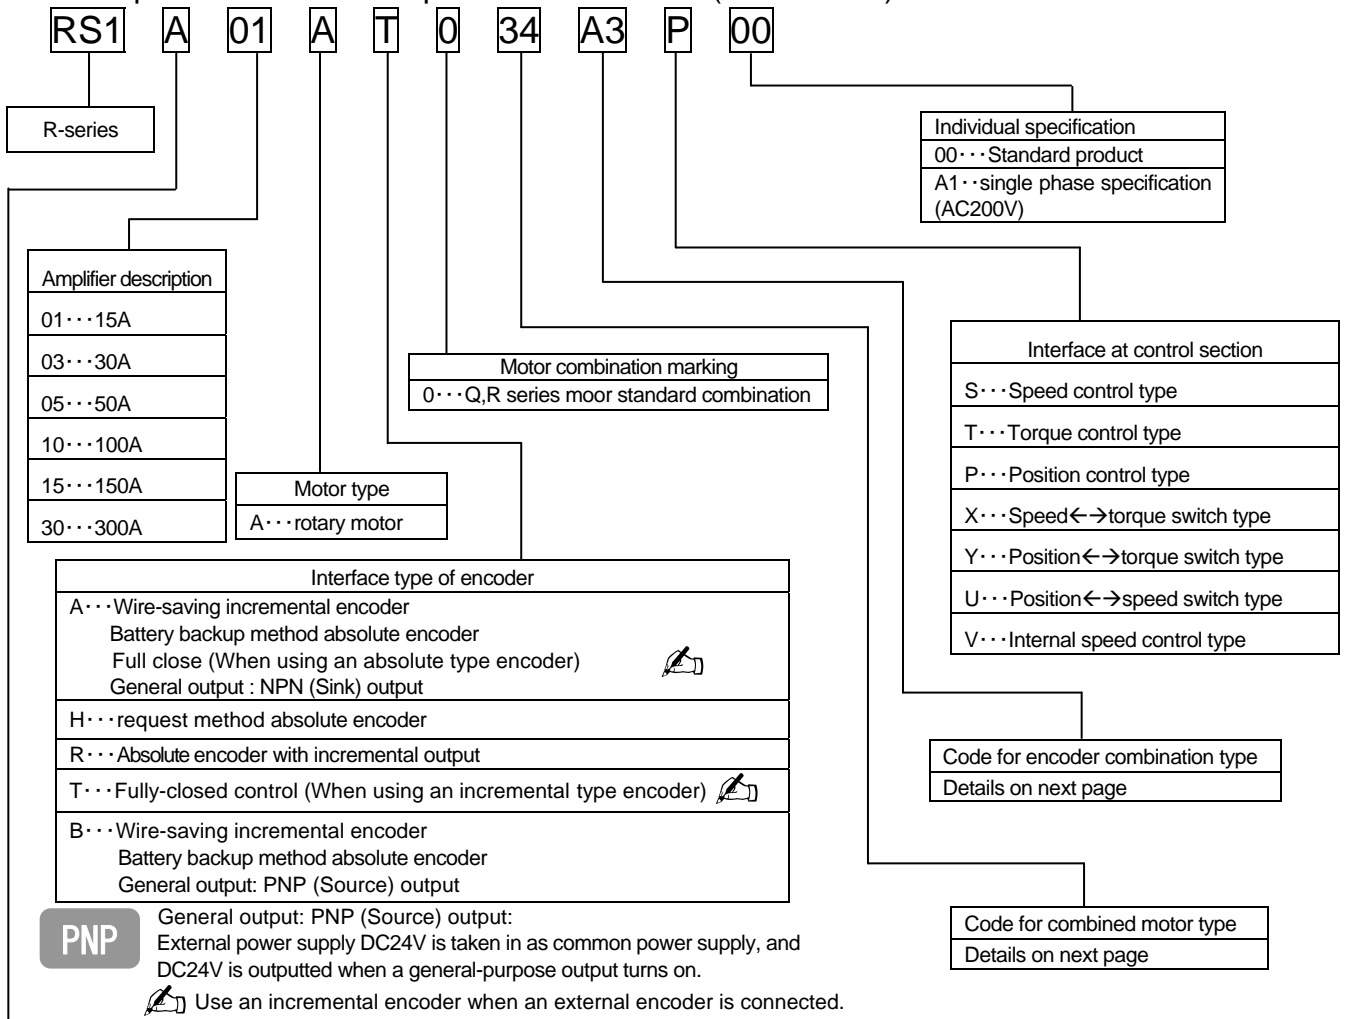 RS1 A 01 A T 0 34 A3 P 00
R-series
Individual specification
00···Standard product
A1··single phase specification
(AC200V)
Amplifier description
01···15A
03···30A
05···50A
10···100A
15···150A
30···300A
Motor type
A···rotary motor
Motor combination marking
0···Q,R series moor standard combination
Interface at control section
S···Speed control type
T···Torque control type
P···Position control type
X···Speed←→torque switch type
Y···Position←→torque switch type
U···Position←→speed switch type
V···Internal speed control type
Interface type of encoder
A···Wire-saving incremental encoder
Battery backup method absolute encoder
Full close (When using an absolute type encoder)
General output : NPN (Sink) output
H···request method absolute encoder
R···Absolute encoder with incremental output
T···Fully-closed control (When using an incremental type encoder)
B···Wire-saving incremental encoder
Battery backup method absolute encoder
General output: PNP (Source) output
Code for encoder combination type
Details on next page
Code for combined motor type
Details on next page
PNP
General output: PNP (Source) output:
External power supply DC24V is taken in as common power supply, and
DC24V is outputted when a general-purpose output turns on.
Use an incremental encoder when an external encoder is connected.